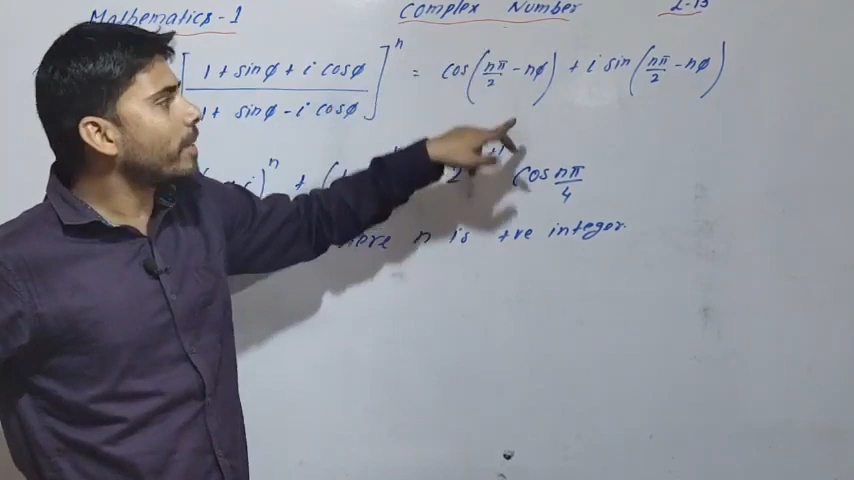 Mathematics-1 Complex Number L-13
[ 1 + sinφ + i cosφ / 1 + sinφ - i cosφ ]^n = cos(nπ/2 - nφ) + i sin(nπ/2 - nφ)
i)^n + ( 2 +1 cos nπ/4
n is +ve integer.